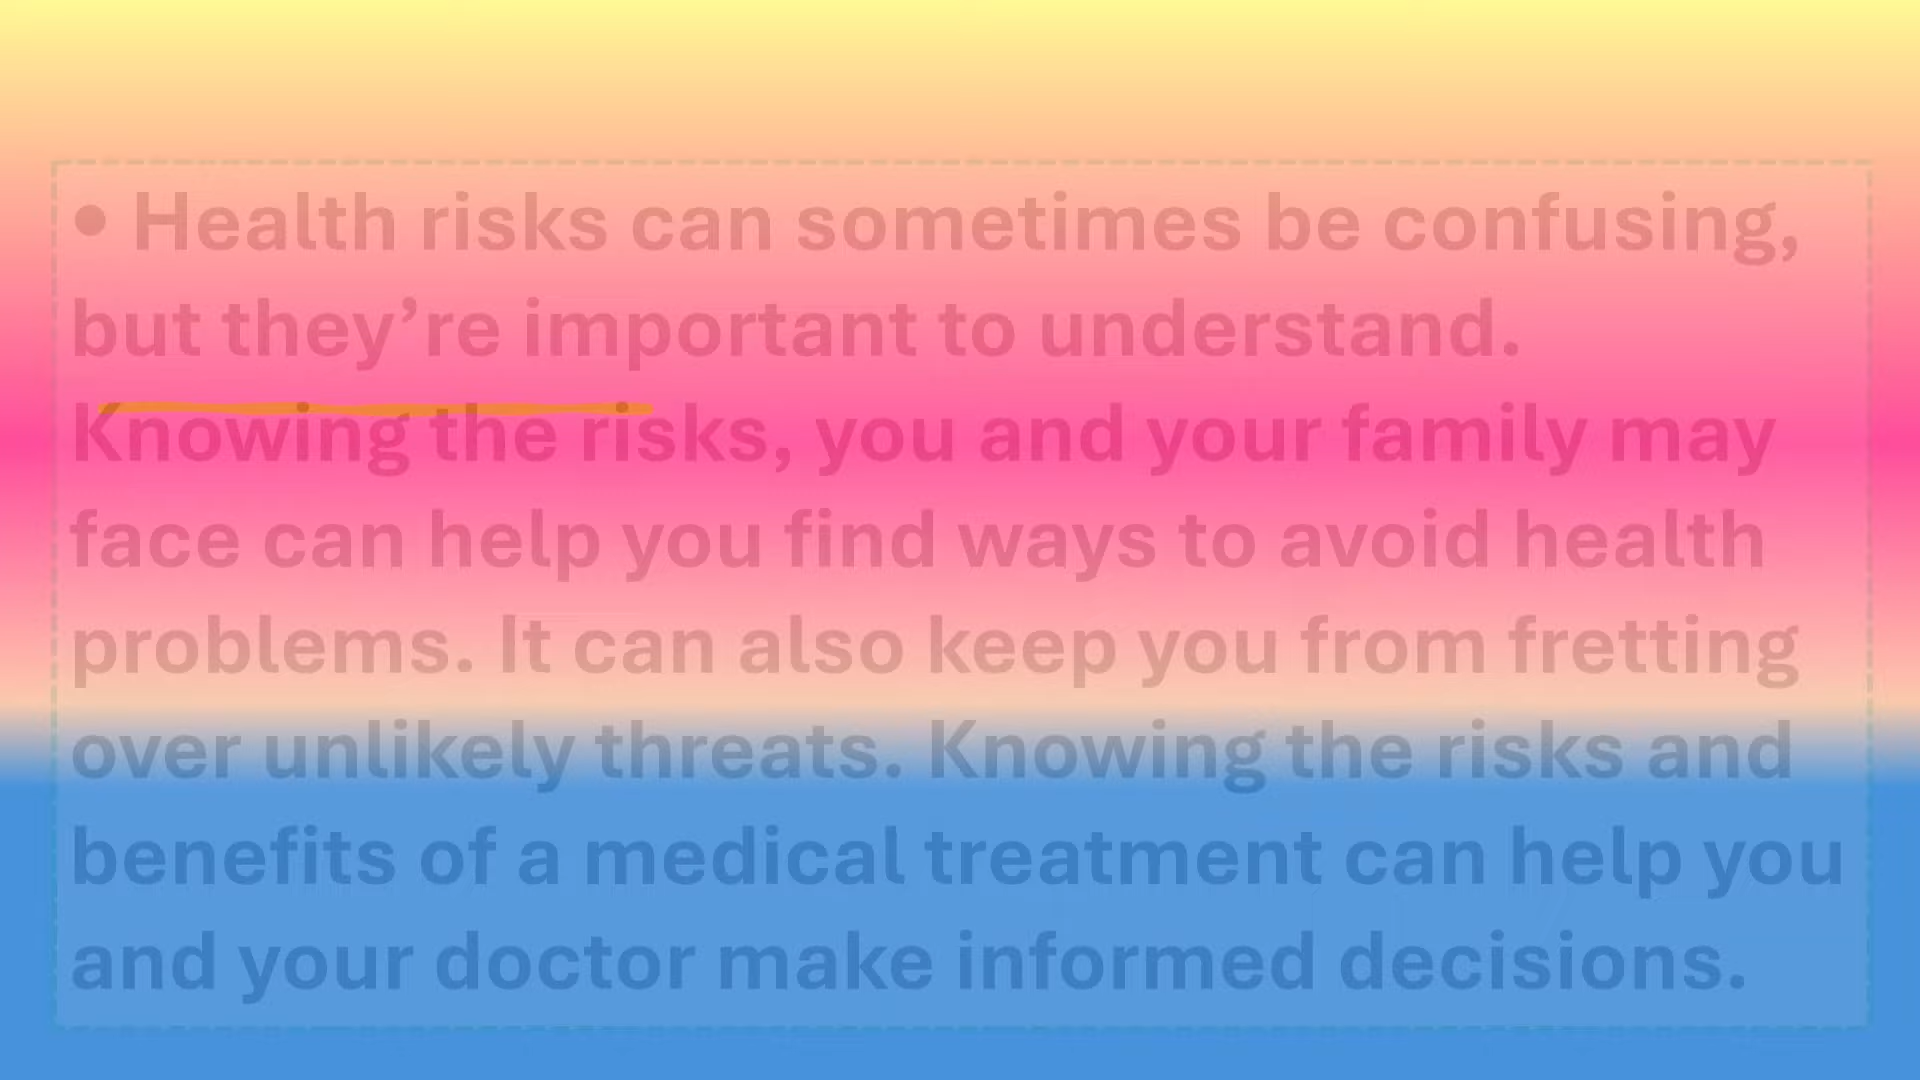 • Health risks can sometimes be confusing,
but they’re important to understand.
Knowing the risks, you and your family may
face can help you find ways to avoid health
problems. It can also keep you from fretting
over unlikely threats. Knowing the risks and
benefits of a medical treatment can help you
and your doctor make informed decisions.